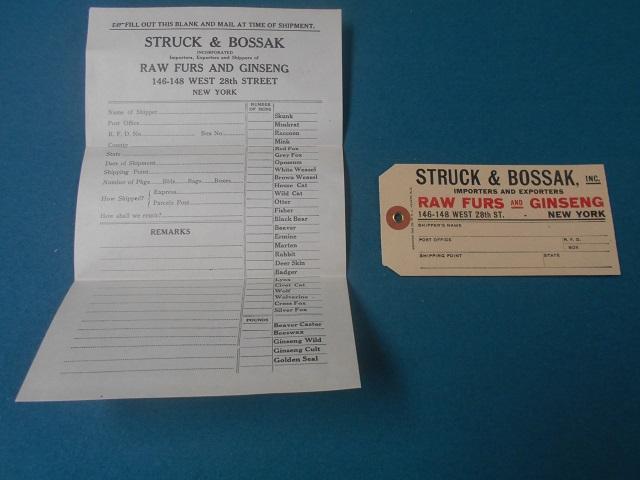 FILL OUT THIS BLANK AND MAIL AT TIME OF SHIPMENT.
STRUCK & BOSSAK
INCORPORATED
Importers, Exporters and Shippers of
RAW FURS AND GINSENG
146-148 WEST 28th STREET
NEW YORK
Name of Shipper
Post Office
R. F. D. No. Box No.
County
State
Date of Shipment
Shipping Point
Number of Pkgs. Bbls. Bags Boxes
How Shipped? Express
Parcels Post
How shall we remit?
REMARKS
NUMBER OF SKINS
Skunk
Muskrat
Raccoon
Mink
Red Fox
Grey Fox
Opossum
White Weasel
Brown Weasel
House Cat
Wild Cat
Otter
Fisher
Black Bear
Beaver
Ermine
Marten
Rabbit
Deer Skin
Badger
Lynx
Civet Cat
Wolf
Wolverine
Cross Fox
Silver Fox
POUNDS
Beaver Castor
Beeswax
Ginseng Wild
Ginseng Cult
Golden Seal
STRUCK & BOSSAK, INC.
IMPORTERS AND EXPORTERS
RAW FURS AND GINSENG
146-148 WEST 28th ST. - NEW YORK
SHIPPER'S NAME
POST OFFICE R. F. D.
BOX
SHIPPING POINT STATE